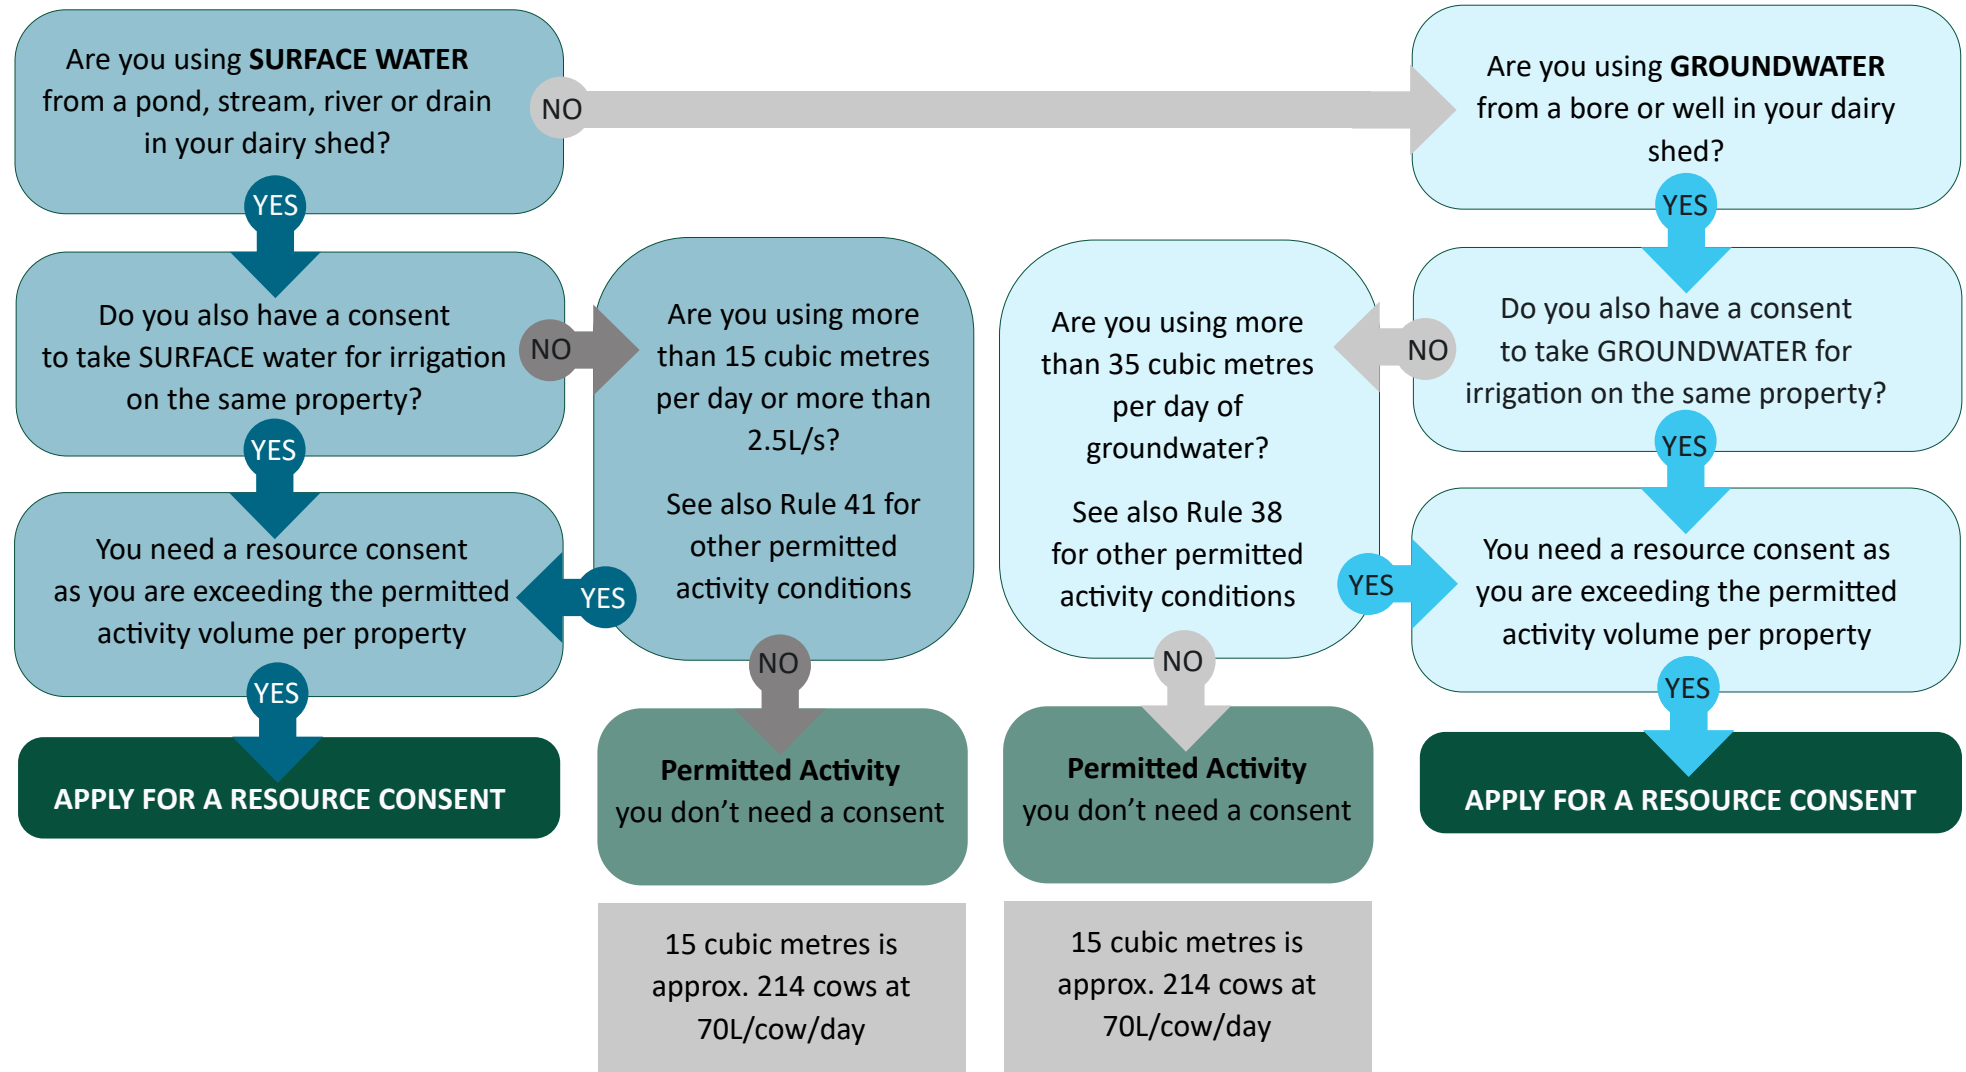 Are you using SURFACE WATER
from a pond, stream, river or drain
in your dairy shed?
NO
Are you using GROUNDWATER
from a bore or well in your dairy
shed?
YES
YES
Do you also have a consent
to take SURFACE water for irrigation
on the same property?
NO
Are you using more
than 15 cubic metres
per day or more than
2.5L/s?
See also Rule 41 for
other permitted
activity conditions
Are you using more
than 35 cubic metres
per day of
groundwater?
See also Rule 38
for other permitted
activity conditions
NO
Do you also have a consent
to take GROUNDWATER for
irrigation on the same property?
YES
YES
You need a resource consent
as you are exceeding the permitted
activity volume per property
YES
YES
You need a resource consent as
you are exceeding the permitted
activity volume per property
YES
NO
NO
YES
APPLY FOR A RESOURCE CONSENT
Permitted Activity
you don’t need a consent
Permitted Activity
you don’t need a consent
APPLY FOR A RESOURCE CONSENT
15 cubic metres is
approx. 214 cows at
70L/cow/day
15 cubic metres is
approx. 214 cows at
70L/cow/day